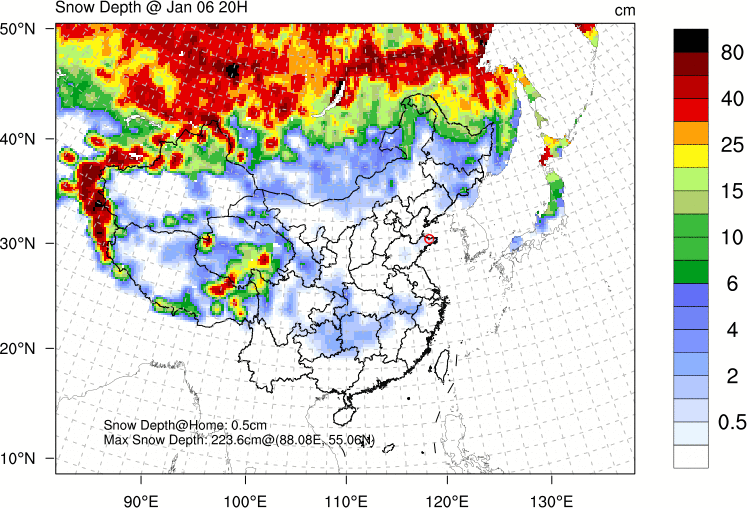 Snow Depth @ Jan 06 20H
cm
50°N
40°N
30°N
20°N
10°N
90°E
100°E
110°E
120°E
130°E
80
40
25
15
10
6
4
2
0.5
Snow Depth@Home: 0.5cm
Max Snow Depth: 223.6cm@(88.08E, 55.06N)